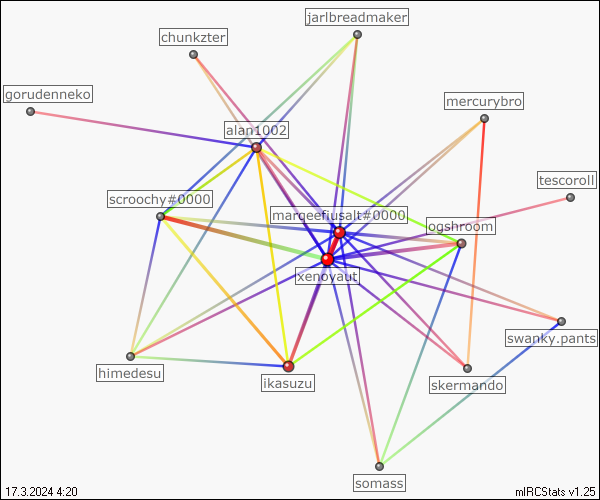 jarlbreadmaker
chunkzter
gorudenneko
mercurybro
alan1002
tescoroll
scroochy#0000
marqeefiusalt#0000
ogshroom
xenoyaut
swanky.pants
himedesu
ikasuzu
skermando
somass
17.3.2024 4:20
mIRCStats v1.25